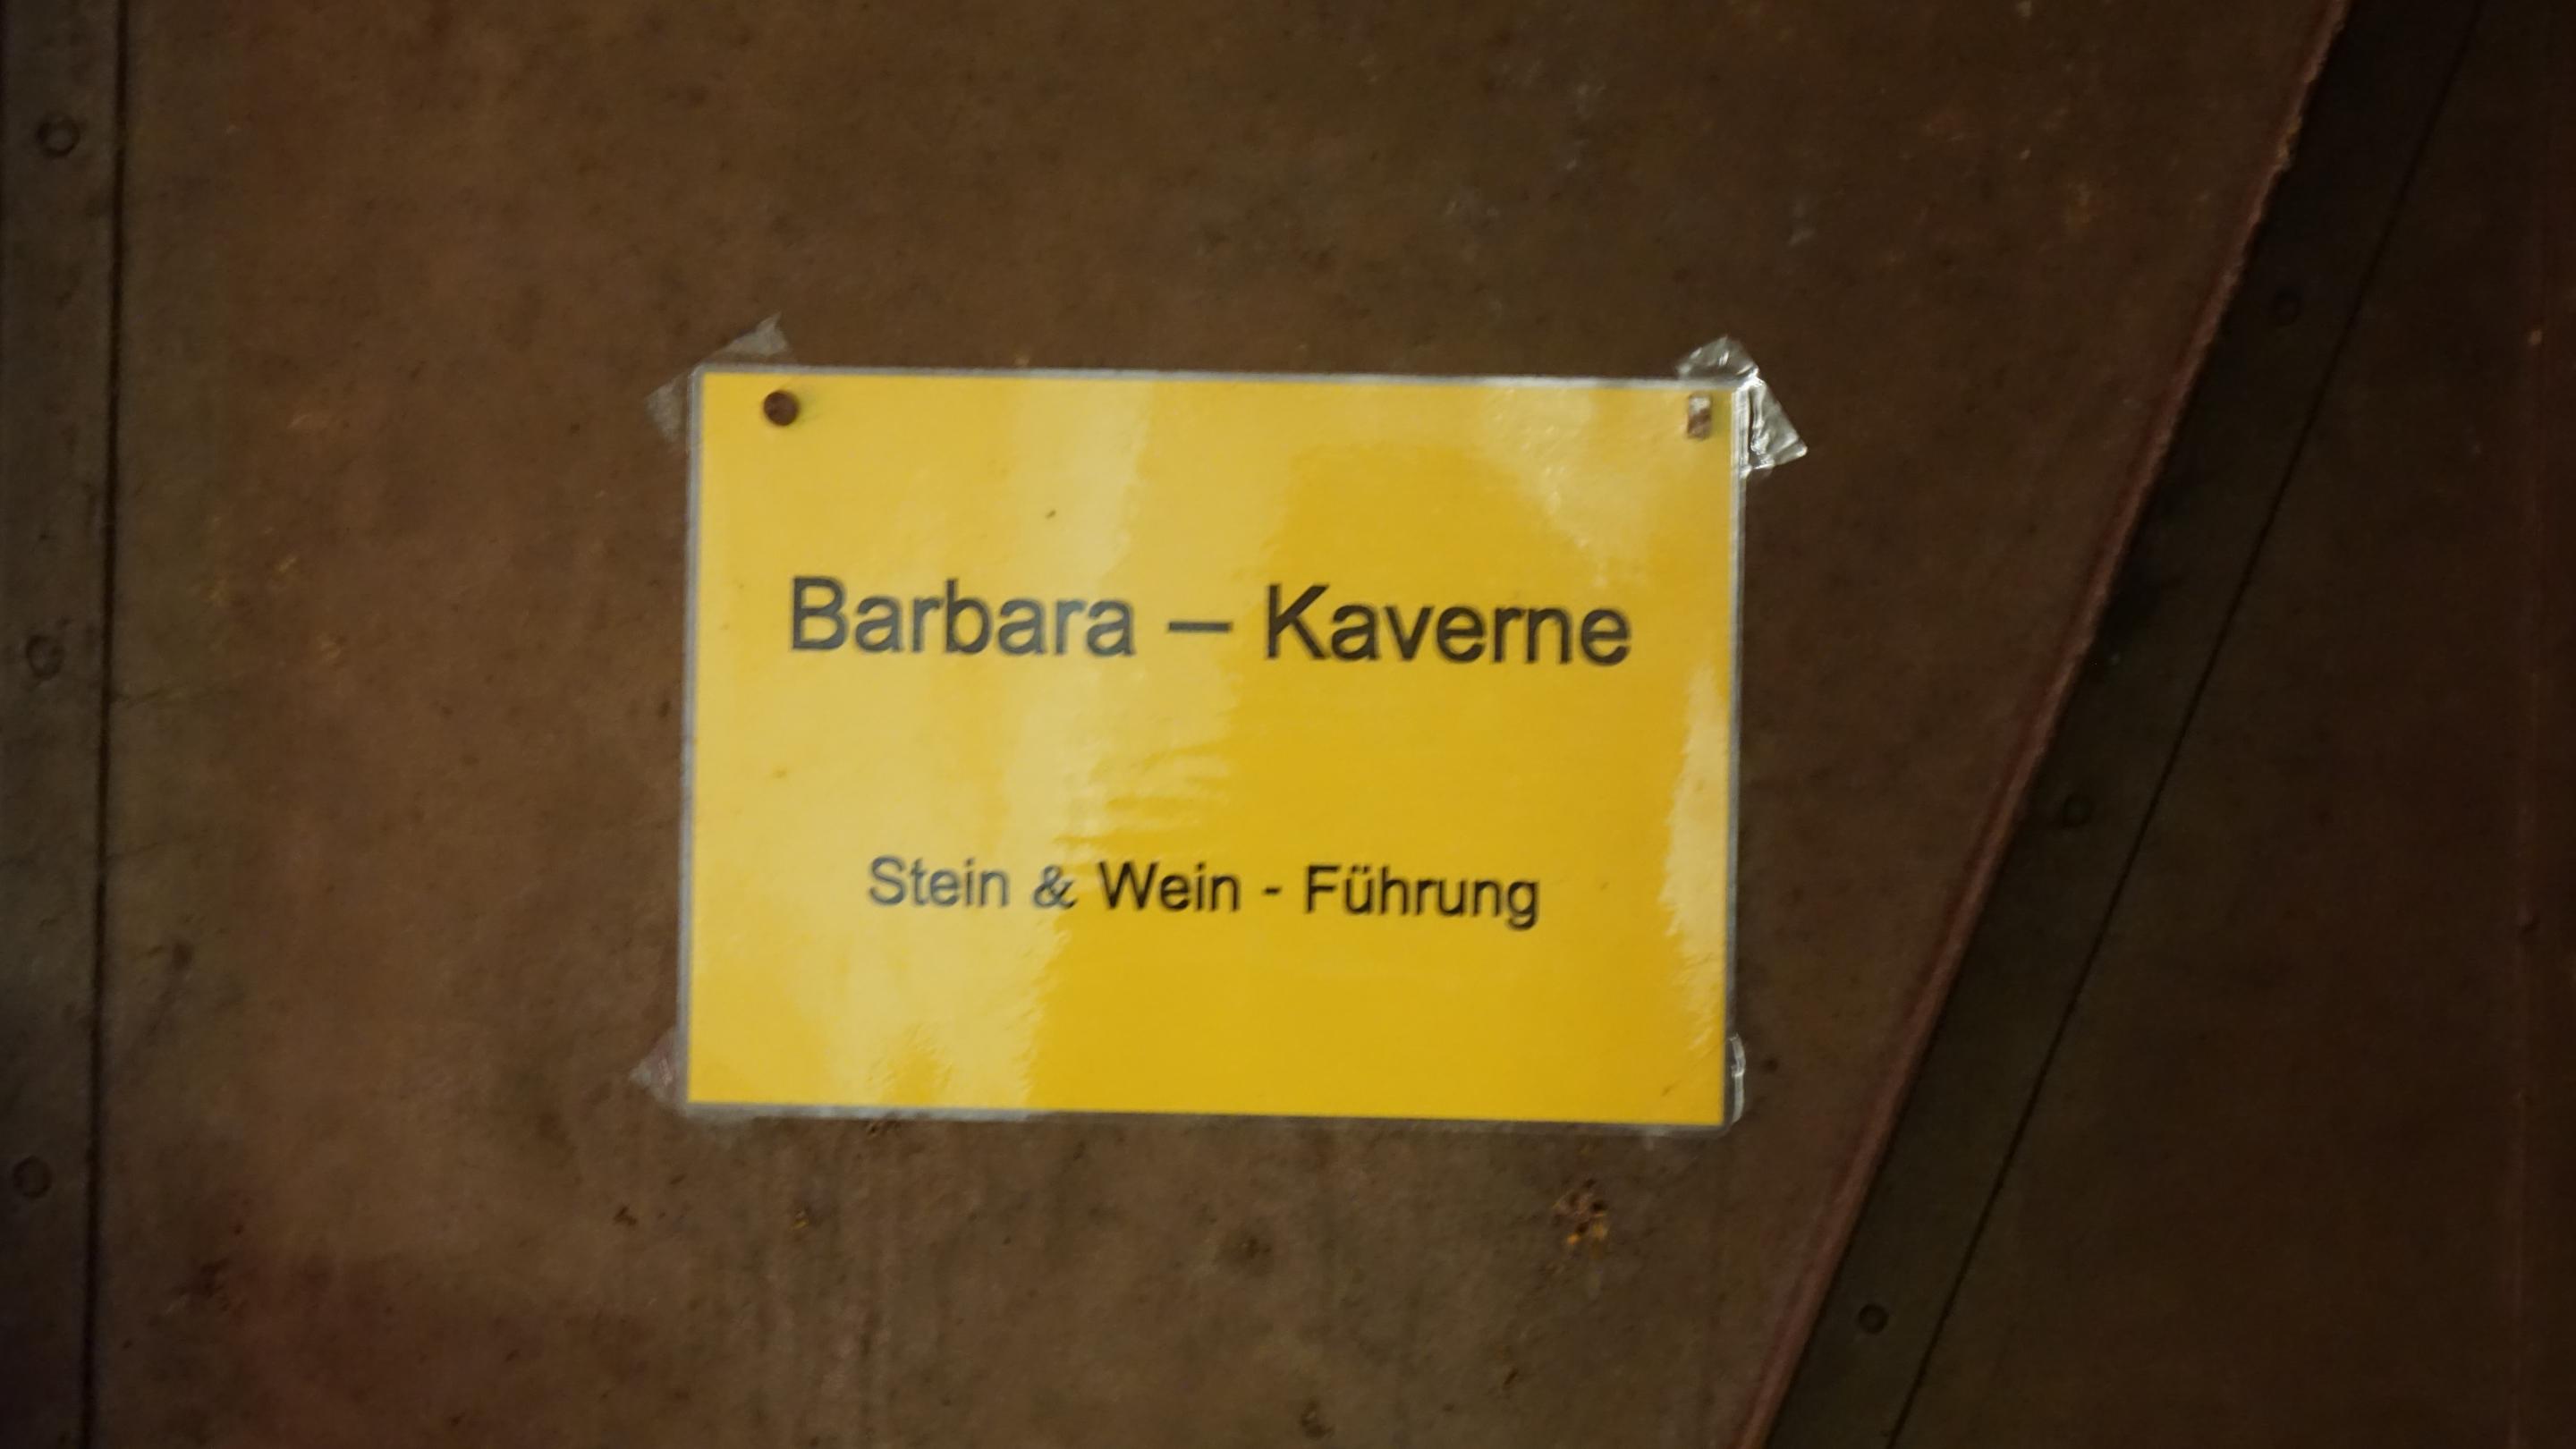 Barbara – Kaverne
Stein & Wein - Führung